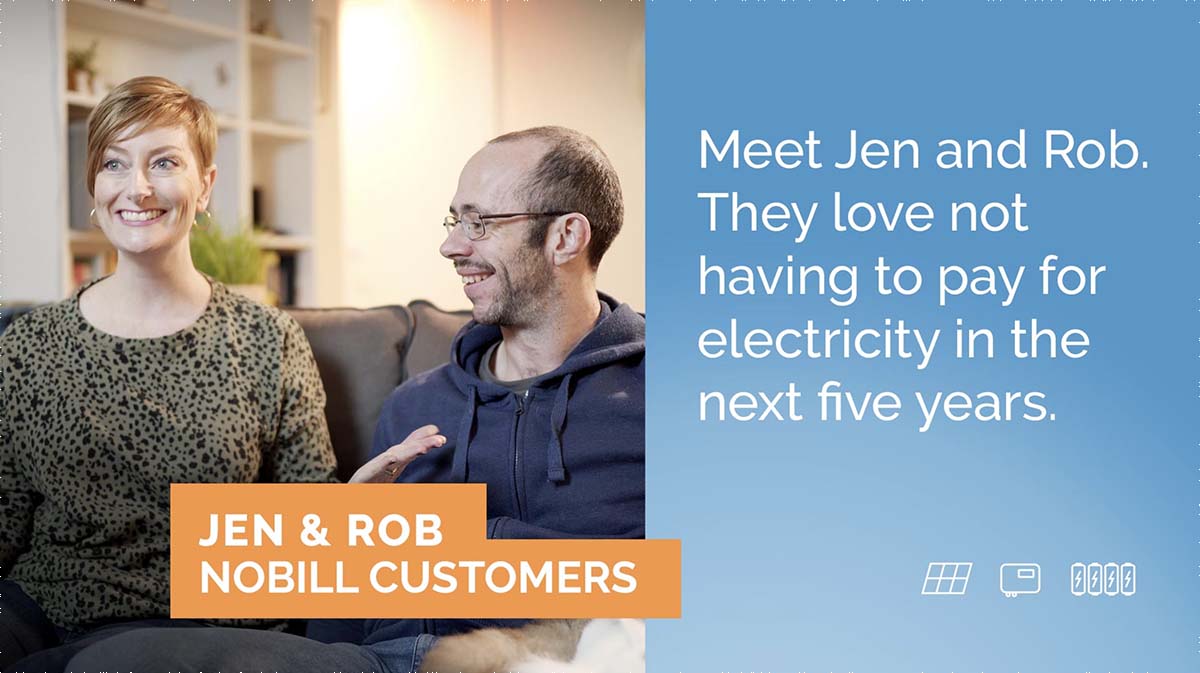 Meet Jen and Rob.
They love not
having to pay for
electricity in the
next five years.
JEN & ROB
NOBILL CUSTOMERS